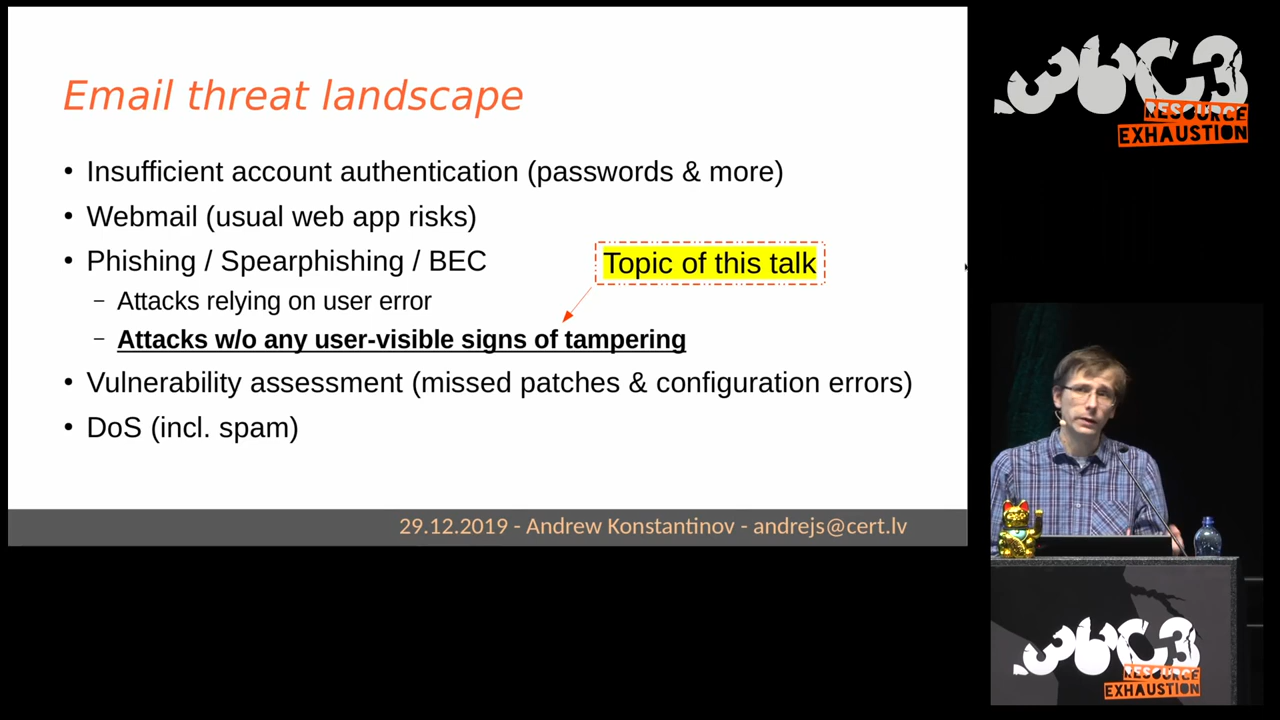 Email threat landscape
• Insufficient account authentication (passwords & more)
• Webmail (usual web app risks)
• Phishing / Spearphishing / BEC
Topic of this talk
– Attacks relying on user error
– Attacks w/o any user-visible signs of tampering
• Vulnerability assessment (missed patches & configuration errors)
• DoS (incl. spam)
29.12.2019 - Andrew Konstantinov - andrejs@cert.lv
36C3
RESOURCE
EXHAUSTION
36C3
RESOURCE
EXHAUSTION